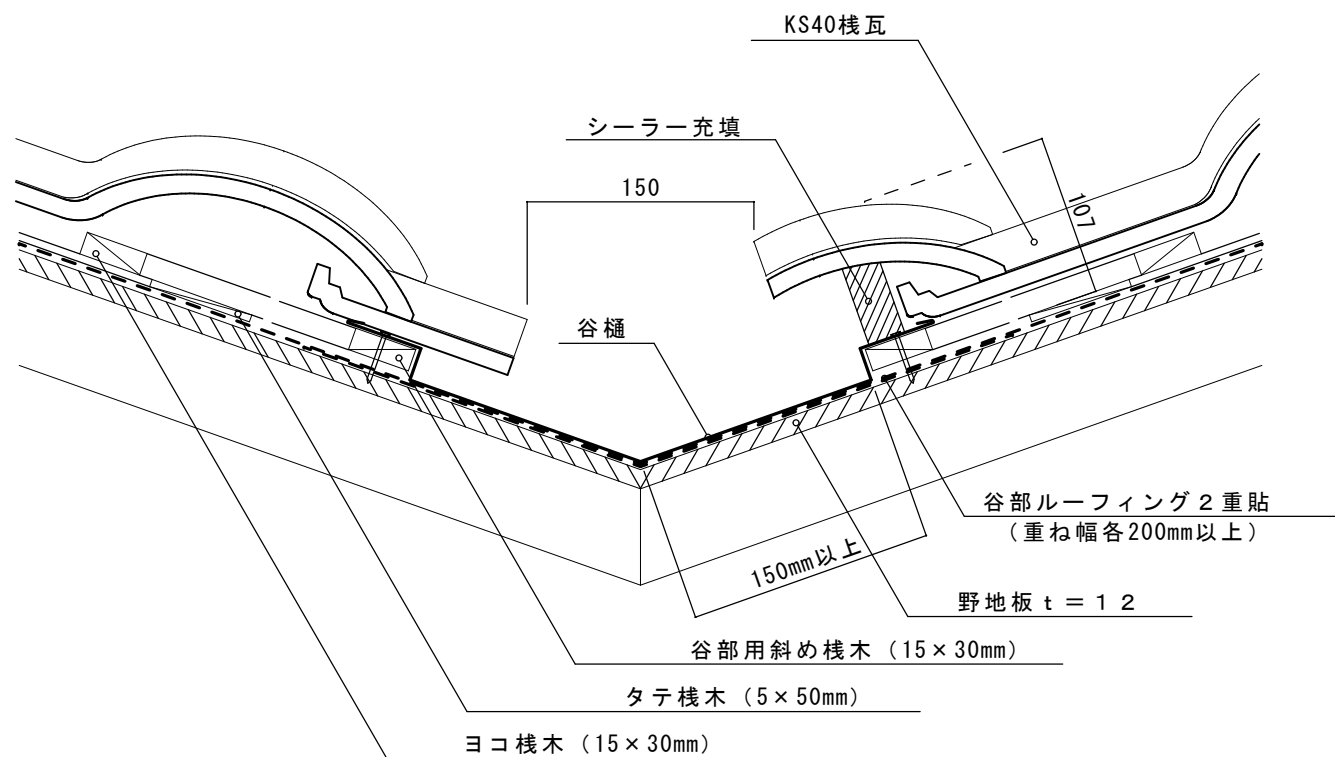 KS40桟瓦
シーラー充填
150
107
谷樋
谷部ルーフィング２重貼
（重ね幅各200mm以上）
150mm以上
野地板ｔ＝１２
谷部用斜め桟木（15×30mm）
タテ桟木（5×50mm）
ヨコ桟木（15×30mm）